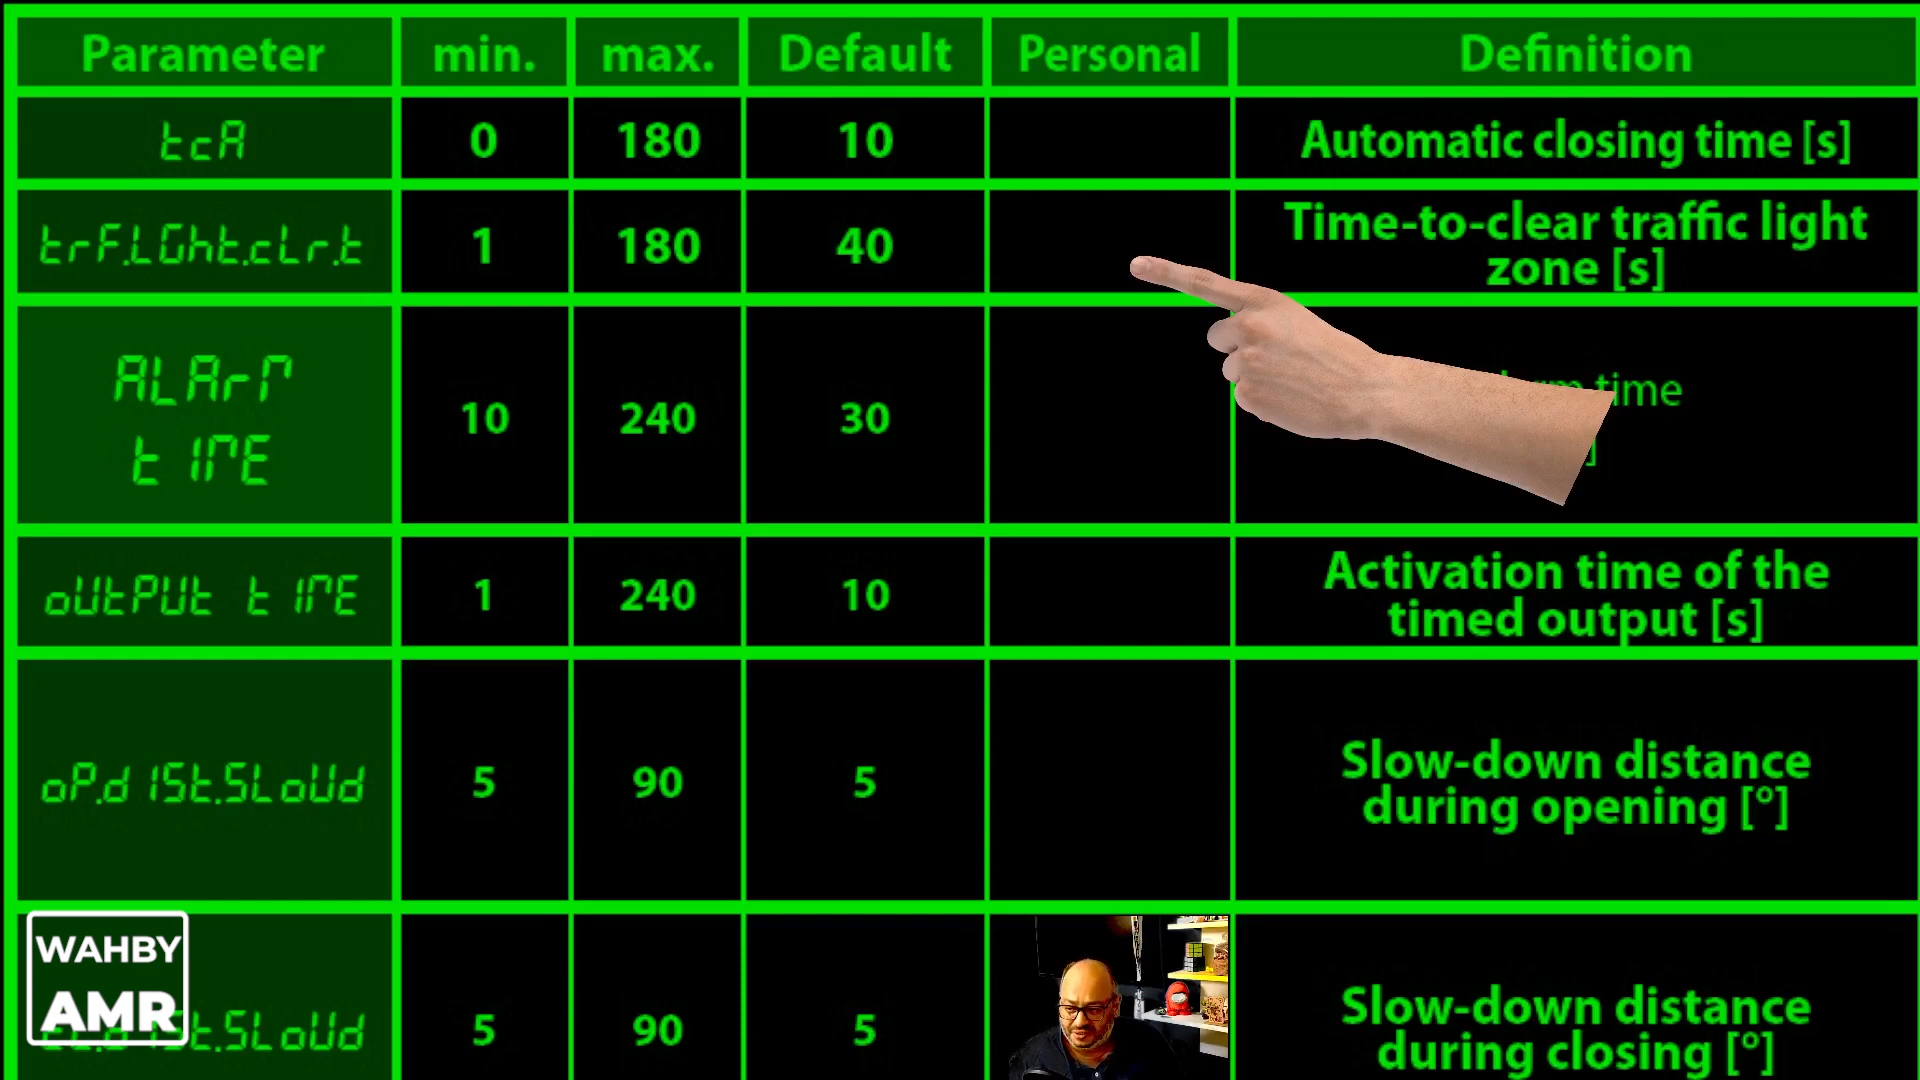 Parameter min. max. Default Personal Definition
tcA 0 180 10 Automatic closing time [s]
trF.LGht.cLr.t 1 180 40 Time-to-clear traffic light
zone [s]
ALArM
tIME 10 240 30 time
]
oUtPUt tIME 1 240 10 Activation time of the
timed output [s]
oP.dISt.SLoUd 5 90 5 Slow-down distance
during opening [°]
WAHBY
AMR
ISt.SLoUd 5 90 5 Slow-down distance
during closing [°]